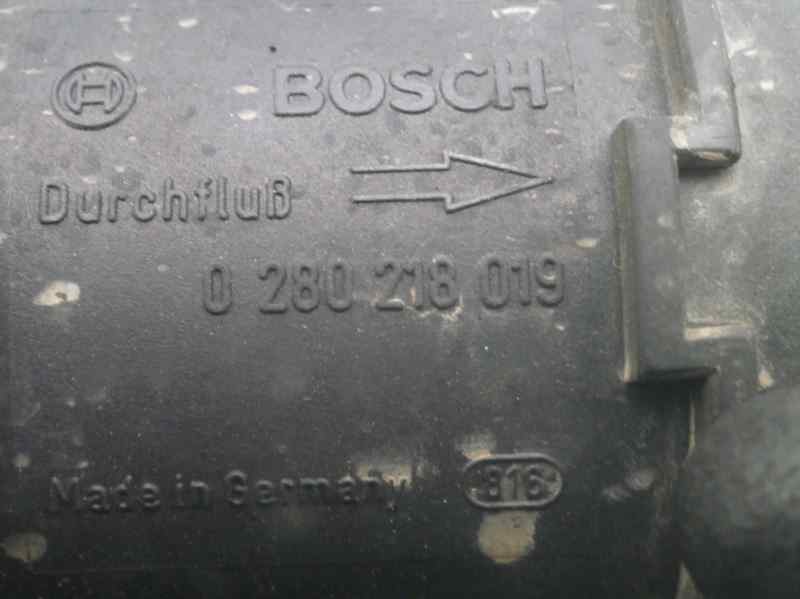 BOSCH
Durchfluß
0 280 218 019
Made in Germany 816